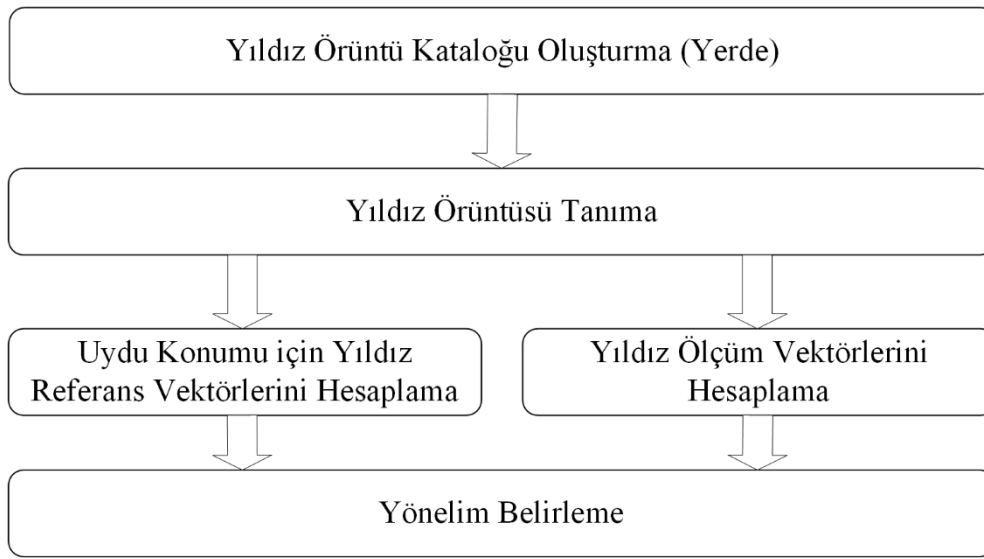 Yıldız Örüntü Kataloğu Oluşturma (Yerde)
Yıldız Örüntüsü Tanıma
Uydu Konumu için Yıldız
Referans Vektörlerini Hesaplama
Yıldız Ölçüm Vektörlerini
Hesaplama
Yönelim Belirleme